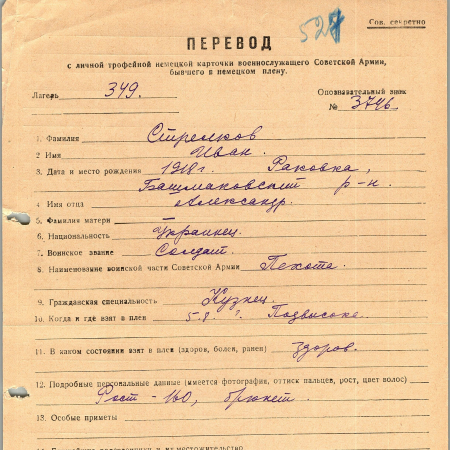 Сов. секретно
527
ПЕРЕВОД
с личной трофейной немецкой карточки военнослужащего Советской Армии,
бывшего в немецком плену.
Лагерь 349. Опознавательный знак
№ 3746.
1. Фамилия Стрелков
2 Имя Иван.
3. Дата и место рождения 1918г. Раковка,
Башмаковский р-н.
4 Имя отца Александр.
5. Фамилия матери
6. Национальность Украинец.
7. Воинское звание Солдат.
8. Наименование воинской части Советской Армии Пехота.
9. Гражданская специальность Кузнец.
10. Когда и где взят в плен 5.8 г. Подвысоке.
11. В каком состоянии взят в плен (здоров, болен, ранен) Здоров.
12. Подробные персональные данные (имеется фотография, оттиск пальцев, рост, цвет волос)
Рост - 160, брюнет.
13. Особые приметы